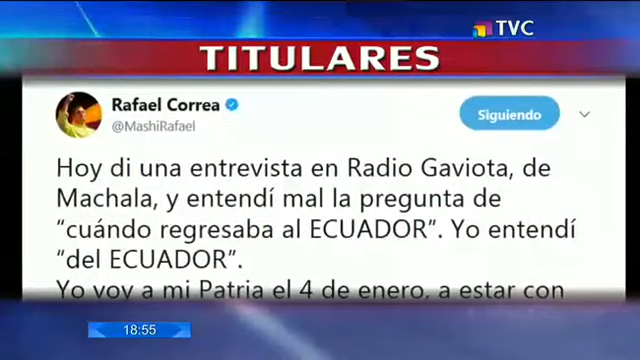 TVC
TITULARES
Rafael Correa
@MashiRafael
Siguiendo
Hoy di una entrevista en Radio Gaviota, de
Machala, y entendí mal la pregunta de
“cuándo regresaba al ECUADOR”. Yo entendí
“del ECUADOR”.
Yo voy a mi Patria el 4 de enero, a estar con
18:55